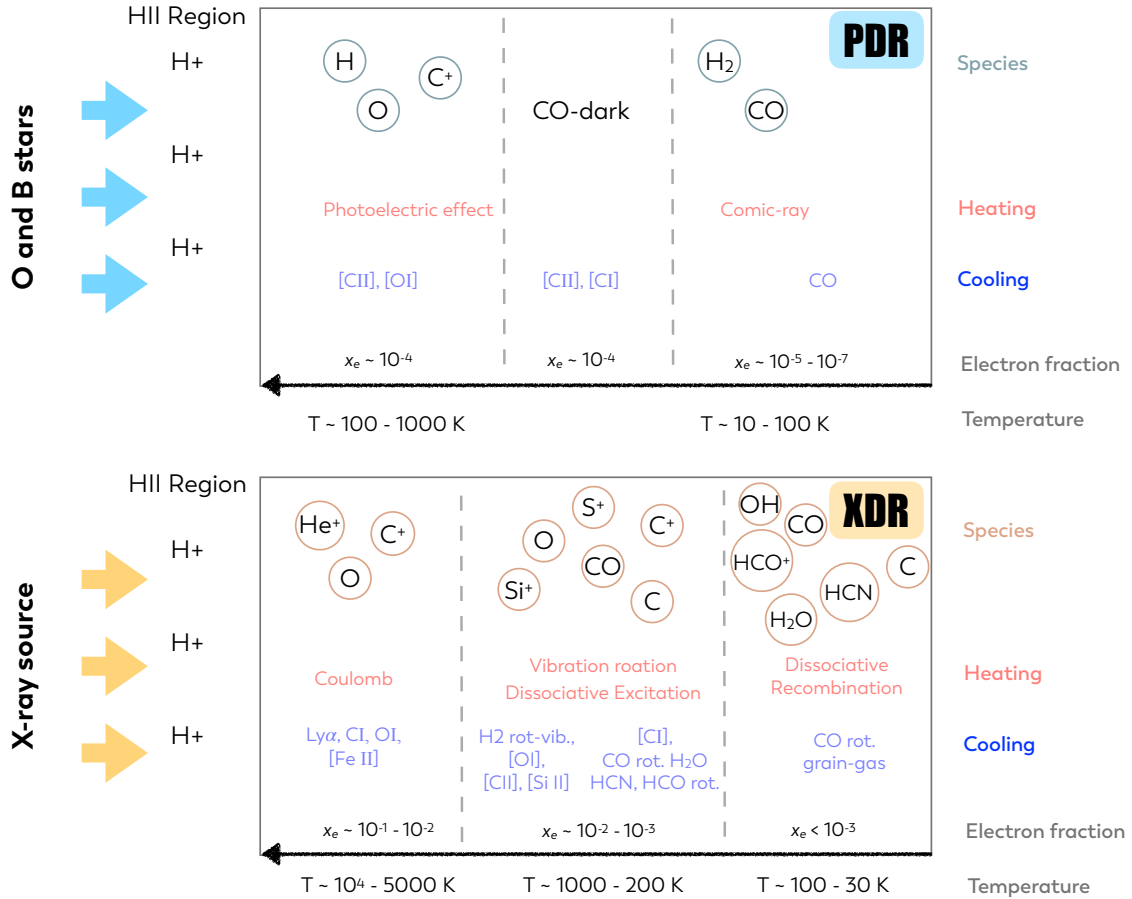 HII Region
PDR
O and B stars
H+
H+
H+
H
C⁺
O
CO-dark
H₂
CO
Species
Photoelectric effect
Comic-ray
Heating
[CII], [OI]
[CII], [CI]
CO
Cooling
xₑ ~ 10⁻⁴
xₑ ~ 10⁻⁴
xₑ ~ 10⁻⁵ - 10⁻⁷
Electron fraction
T ~ 100 - 1000 K
T ~ 10 - 100 K
Temperature
HII Region
XDR
X-ray source
H+
H+
H+
He⁺
C⁺
O
S⁺
O
C⁺
CO
Si⁺
C
OH
CO
HCO⁺
C
HCN
H₂O
Species
Coulomb
Vibration roation
Dissociative Excitation
Dissociative
Recombination
Heating
Lyα, CI, OI,
[Fe II]
H2 rot-vib.,
[OI],
[CII], [Si II]
[CI],
CO rot. H₂O
HCN, HCO rot.
CO rot.
grain-gas
Cooling
xₑ ~ 10⁻¹ - 10⁻²
xₑ ~ 10⁻² - 10⁻³
xₑ < 10⁻³
Electron fraction
T ~ 10⁴ - 5000 K
T ~ 1000 - 200 K
T ~ 100 - 30 K
Temperature